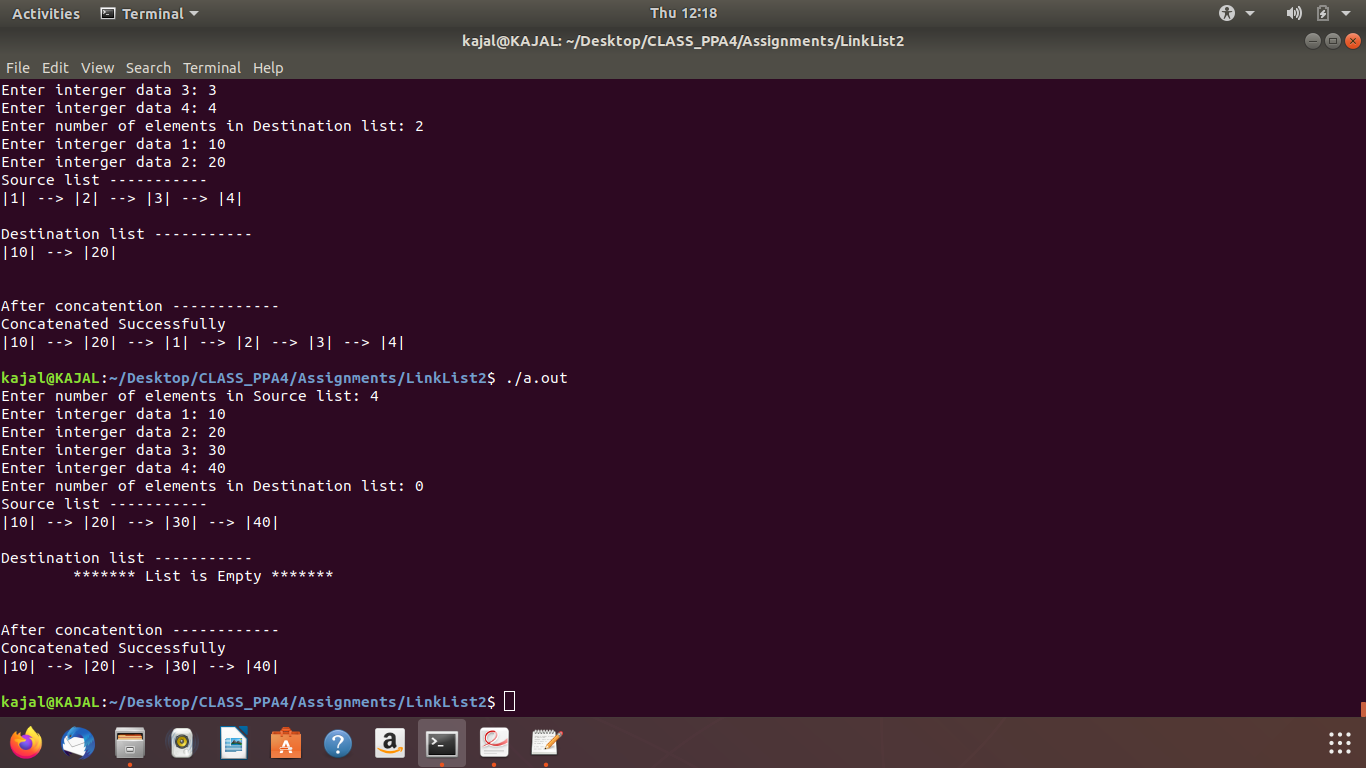 Activities Terminal Thu 12:18
kajal@KAJAL: ~/Desktop/CLASS_PPA4/Assignments/LinkList2
File Edit View Search Terminal Help
Enter interger data 3: 3
Enter interger data 4: 4
Enter number of elements in Destination list: 2
Enter interger data 1: 10
Enter interger data 2: 20
Source list -----------
|1| --> |2| --> |3| --> |4|
Destination list -----------
|10| --> |20|
After concatention ------------
Concatenated Successfully
|10| --> |20| --> |1| --> |2| --> |3| --> |4|
kajal@KAJAL:~/Desktop/CLASS_PPA4/Assignments/LinkList2$ ./a.out
Enter number of elements in Source list: 4
Enter interger data 1: 10
Enter interger data 2: 20
Enter interger data 3: 30
Enter interger data 4: 40
Enter number of elements in Destination list: 0
Source list -----------
|10| --> |20| --> |30| --> |40|
Destination list -----------
******* List is Empty *******
After concatention ------------
Concatenated Successfully
|10| --> |20| --> |30| --> |40|
kajal@KAJAL:~/Desktop/CLASS_PPA4/Assignments/LinkList2$